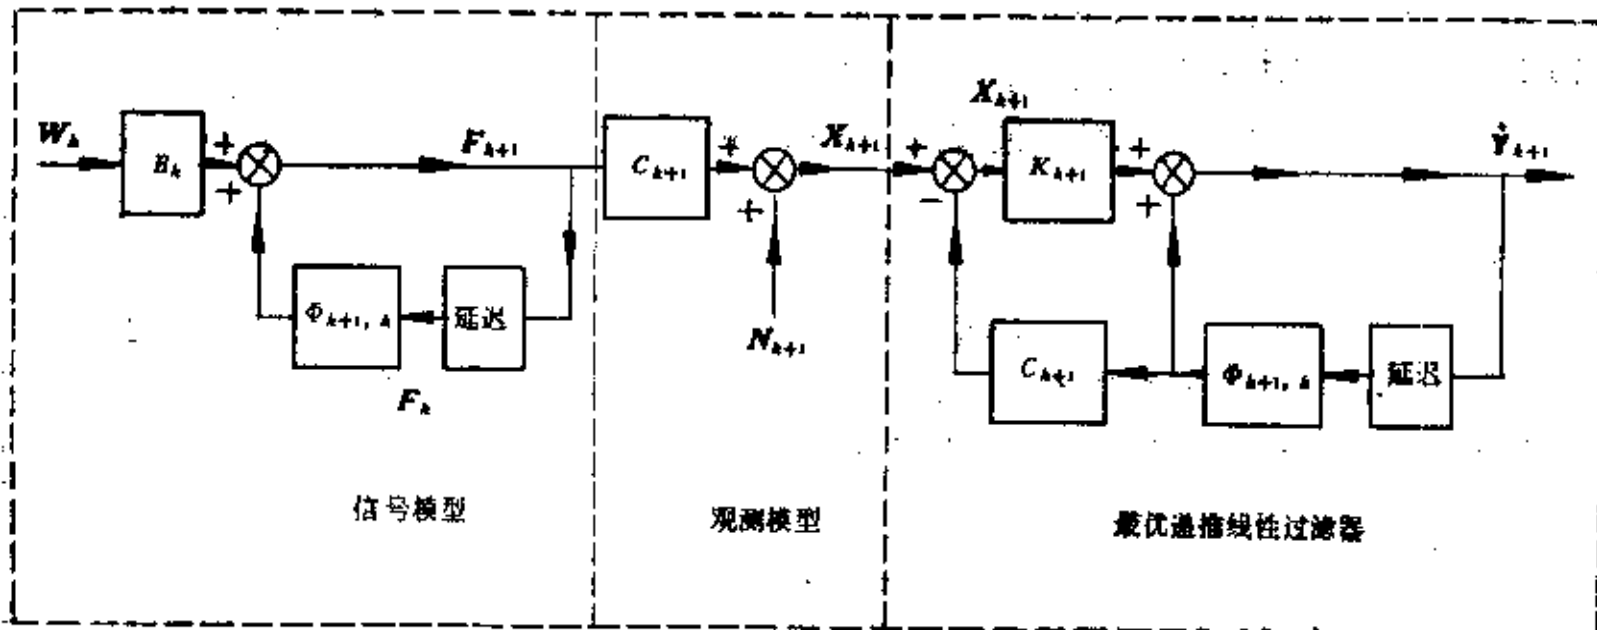 W_k
B_k
+
+
F_{k+1}
Φ_{k+1, k}
延迟
F_k
信号模型
C_{k+1}
+
+
X_{k+1}
N_{k+1}
观测模型
+
−
X_{k+1}
K_{k+1}
+
+
C_{k+1}
Φ_{k+1, k}
延迟
最优递推线性过滤器